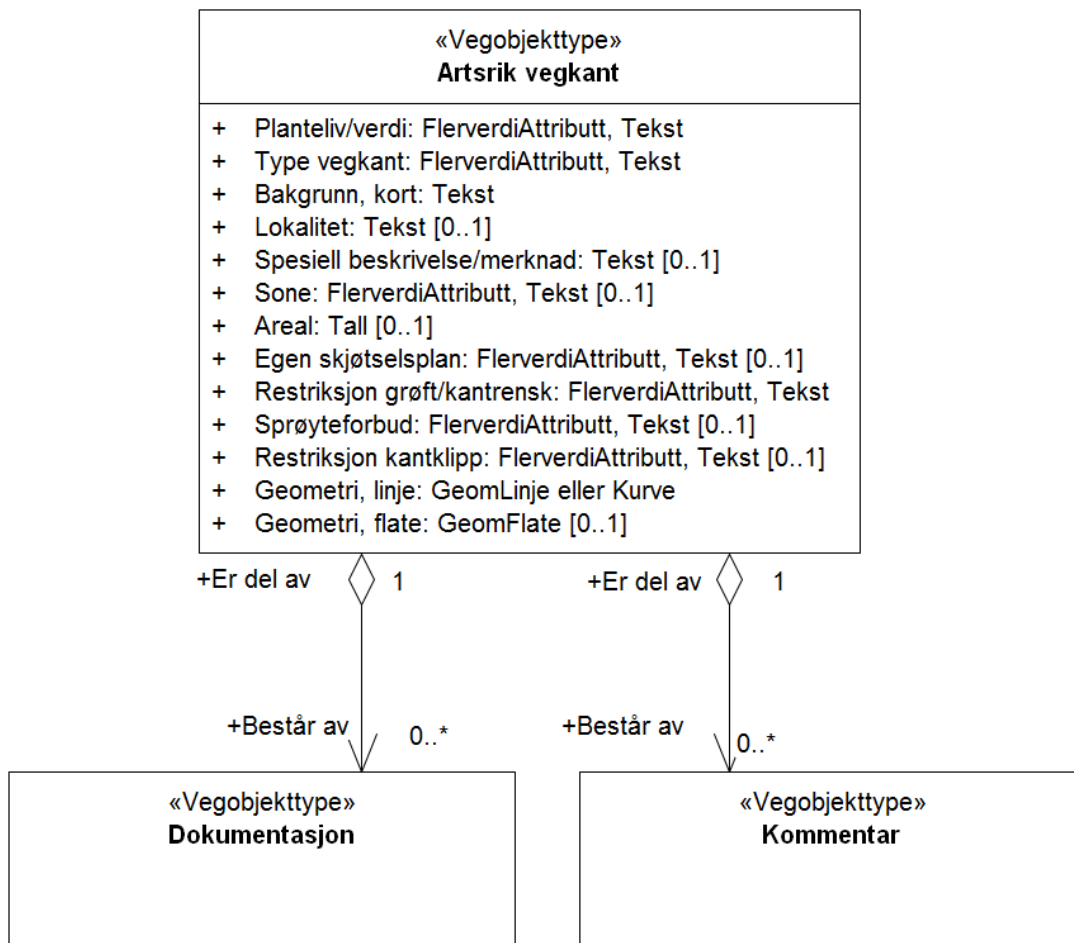 «Vegobjekttype»
Artsrik vegkant
+ Planteliv/verdi: FlerverdiAttributt, Tekst
+ Type vegkant: FlerverdiAttributt, Tekst
+ Bakgrunn, kort: Tekst
+ Lokalitet: Tekst [0..1]
+ Spesiell beskrivelse/merknad: Tekst [0..1]
+ Sone: FlerverdiAttributt, Tekst [0..1]
+ Areal: Tall [0..1]
+ Egen skjøtselsplan: FlerverdiAttributt, Tekst [0..1]
+ Restriksjon grøft/kantrensk: FlerverdiAttributt, Tekst
+ Sprøyteforbud: FlerverdiAttributt, Tekst [0..1]
+ Restriksjon kantklipp: FlerverdiAttributt, Tekst [0..1]
+ Geometri, linje: GeomLinje eller Kurve
+ Geometri, flate: GeomFlate [0..1]
+Er del av 1 +Er del av 1
+Består av 0..* +Består av 0..*
«Vegobjekttype»
Dokumentasjon
«Vegobjekttype»
Kommentar